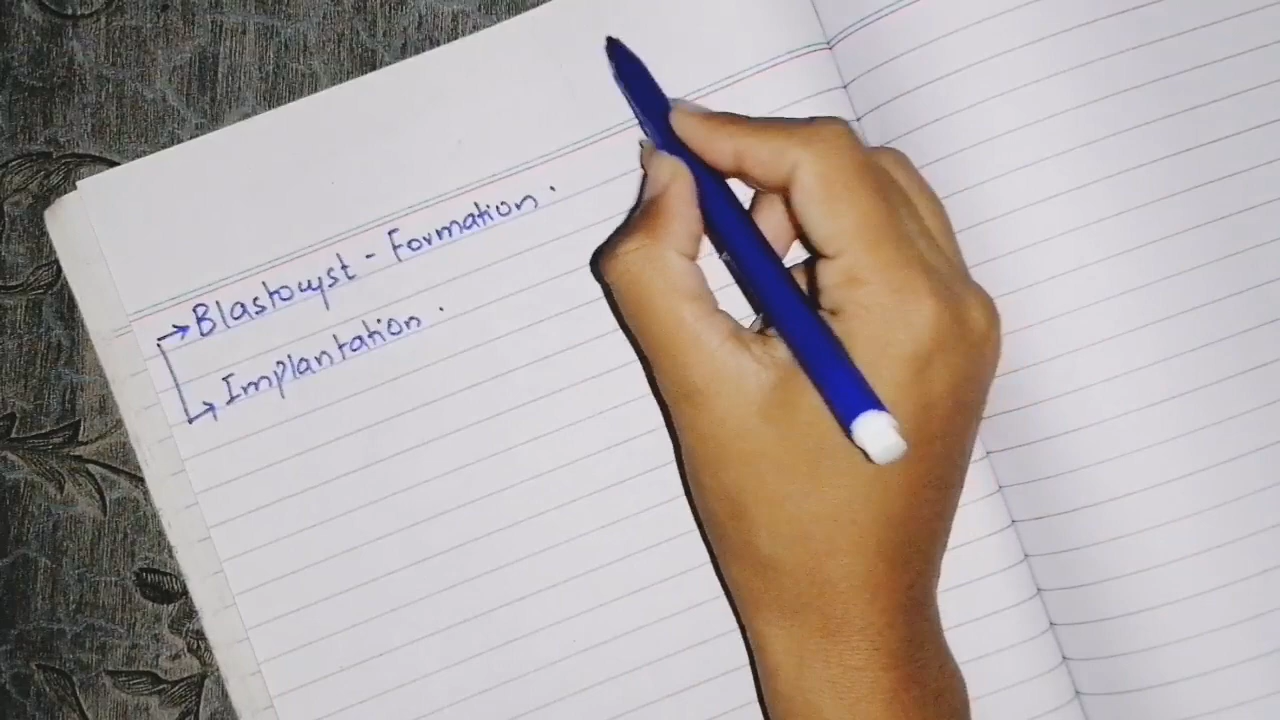 → Blastocyst - Formation.
→ Implantation.